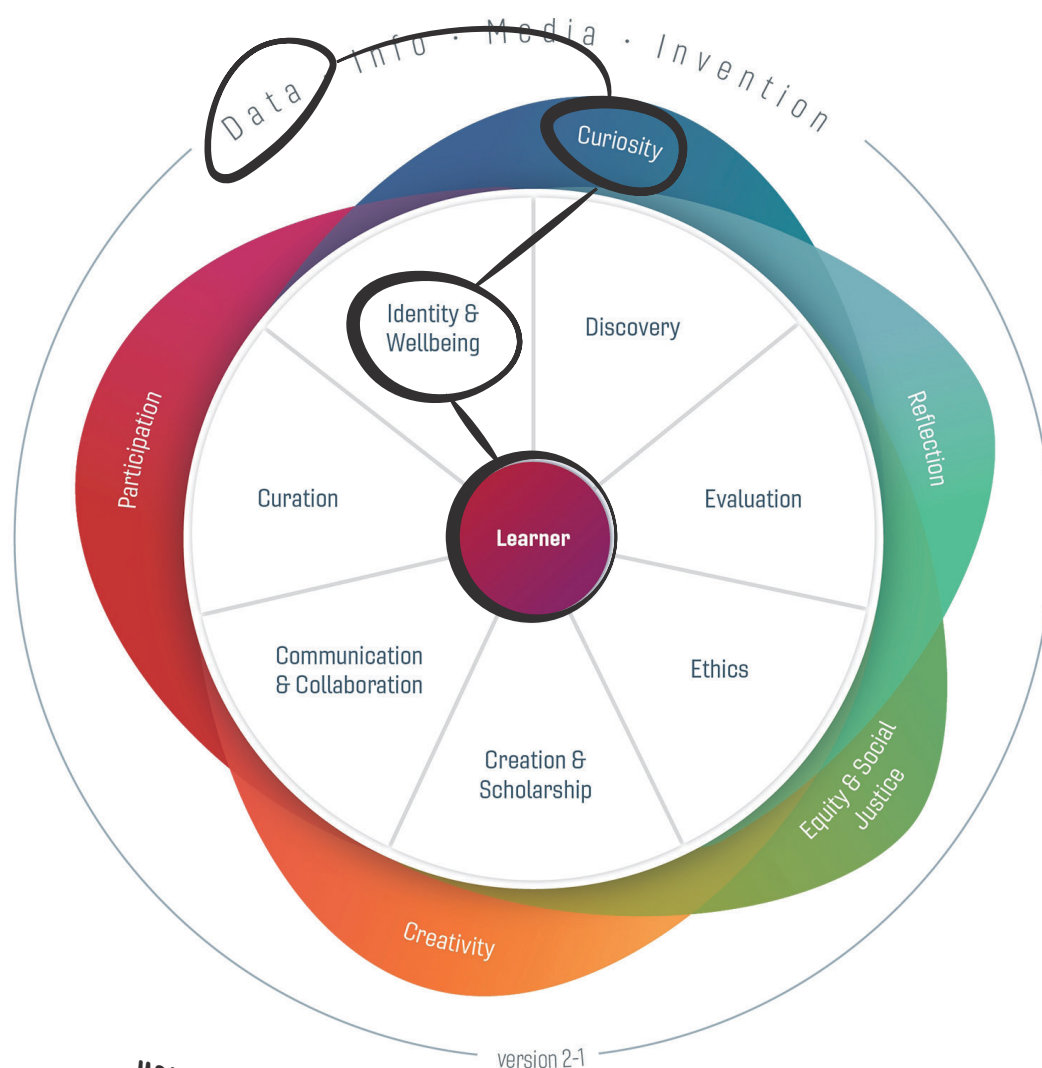 Data · Info · Media · Invention
Curiosity
Identity &
Wellbeing
Discovery
Participation
Reflection
Curation
Evaluation
Learner
Communication
& Collaboration
Ethics
Creation &
Scholarship
Equity & Social
Justice
Creativity
version 2-1